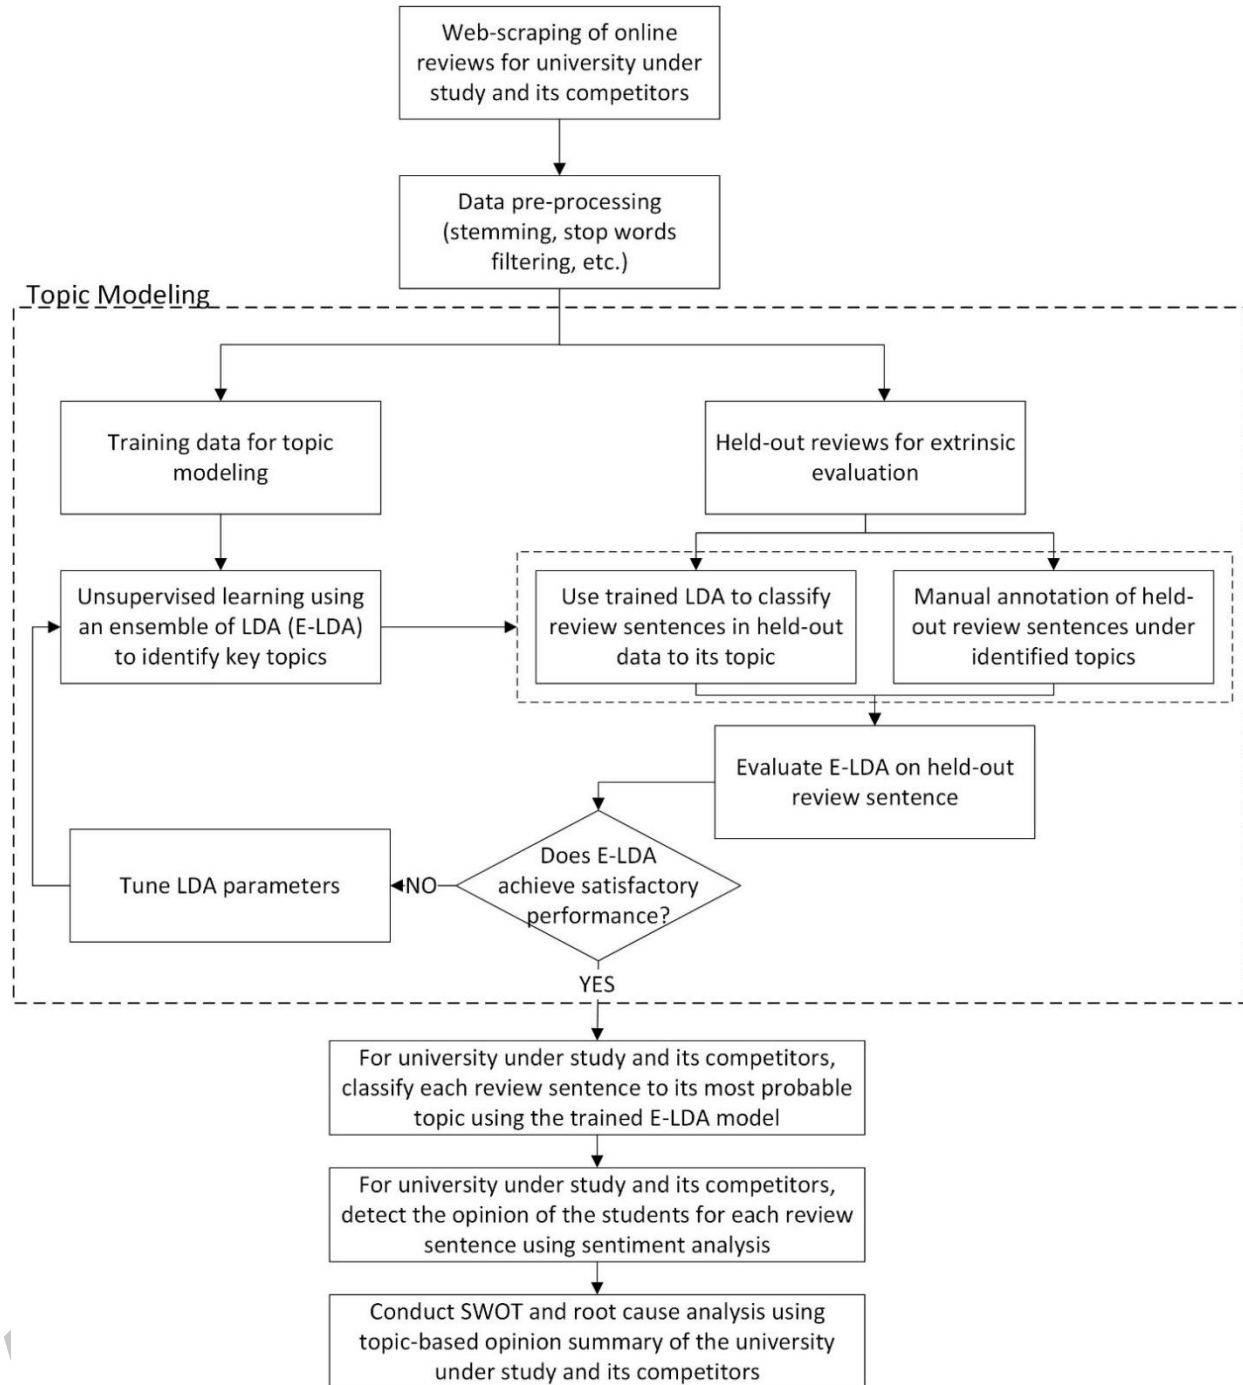 Web-scraping of online
reviews for university under
study and its competitors
Data pre-processing
(stemming, stop words
filtering, etc.)
Topic Modeling
Training data for topic
modeling
Held-out reviews for extrinsic
evaluation
Unsupervised learning using
an ensemble of LDA (E-LDA)
to identify key topics
Use trained LDA to classify
review sentences in held-out
data to its topic
Manual annotation of held-
out review sentences under
identified topics
Evaluate E-LDA on held-out
review sentence
Does E-LDA
achieve satisfactory
performance?
NO
Tune LDA parameters
YES
For university under study and its competitors,
classify each review sentence to its most probable
topic using the trained E-LDA model
For university under study and its competitors,
detect the opinion of the students for each review
sentence using sentiment analysis
Conduct SWOT and root cause analysis using
topic-based opinion summary of the university
under study and its competitors